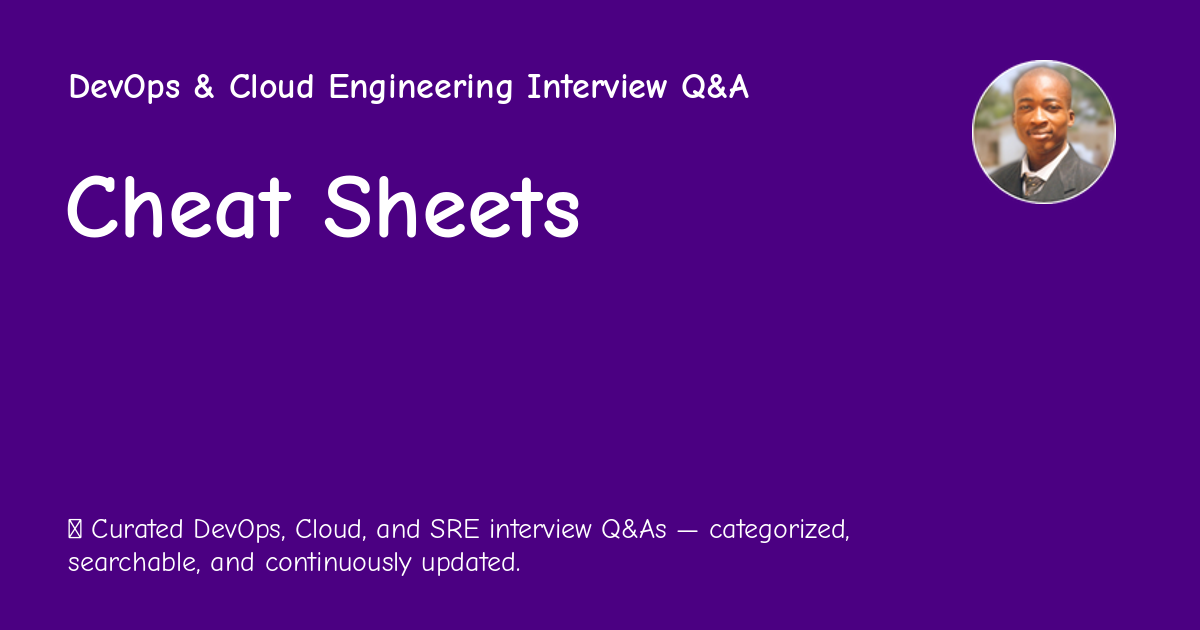 DevOps & Cloud Engineering Interview Q&A
Cheat Sheets
Curated DevOps, Cloud, and SRE interview Q&As — categorized,
searchable, and continuously updated.